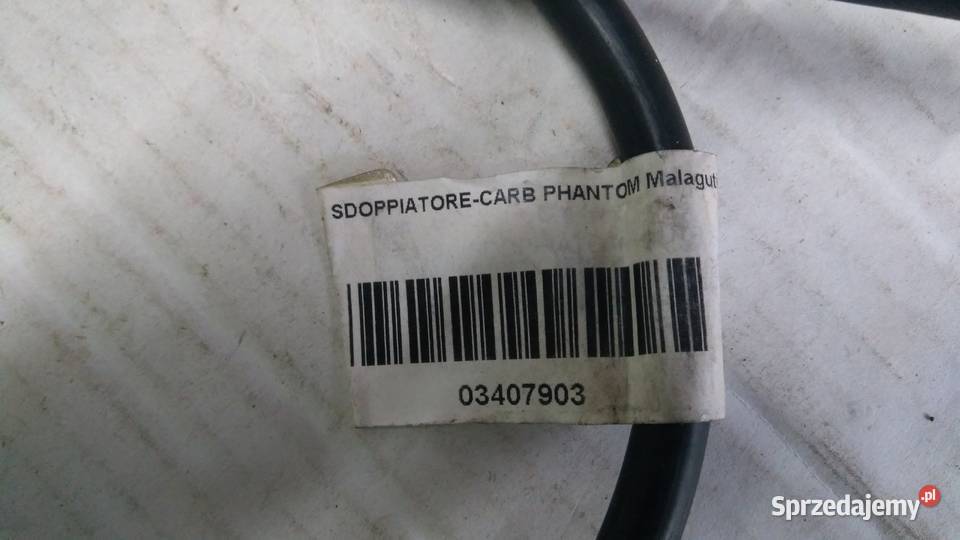 SDOPPIATORE-CARB PHANTOM Malaguti
03407903
Sprzedajemy.pl